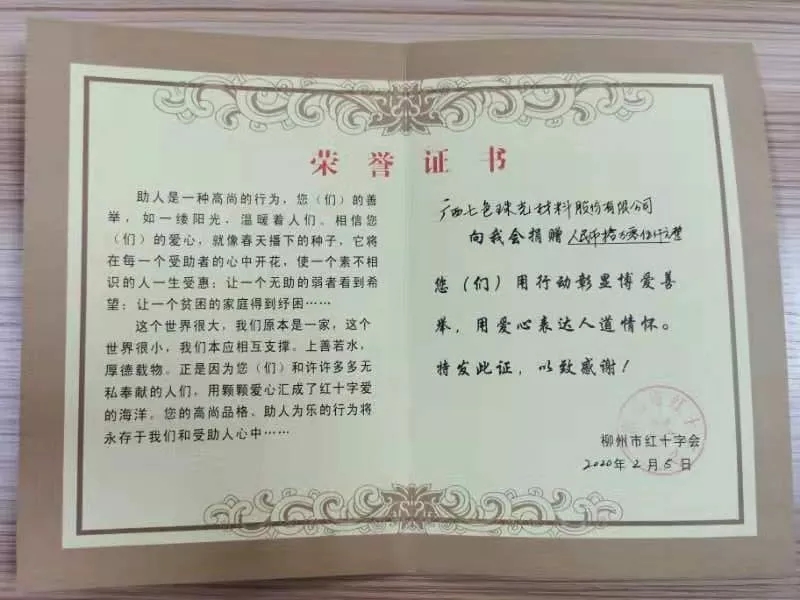 荣誉证书
助人是一种高尚的行为，您（们）的善
举，如一缕阳光，温暖着人们。相信您
（们）的爱心，就像春天播下的种子，它将
在每一个受助者的心中开花，使一个素不
相识的人一生受惠；让一个无助的弱者看到希
望；让一个贫困的家庭得到纾困……
这个世界很大，我们原本是一家，这个
世界很小，我们本应相互支撑。上善若水，
厚德载物。正是因为您（们）和许许多多无
私奉献的人们，用颗颗爱心汇成了红十字爱
的海洋。您的高尚品格、助人为乐的行为将
永存于我们和受助人心中……
广西七色珠光材料股份有限公司
向我会捐赠人民币拾万零伍仟元整
您（们）用行动彰显博爱善
举，用爱心表达人道情怀。
特发此证，以致感谢！
柳州市红十字会
2020年2月5日